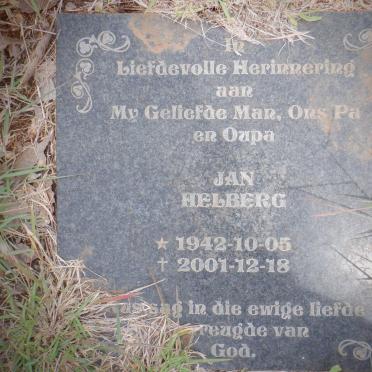 In
Liefdevolle Herinnering
aan
My Geliefde Man, Ons Pa
en Oupa
JAN
HELBERG
★ 1942-10-05
† 2001-12-18
in die ewige liefde
van
God.